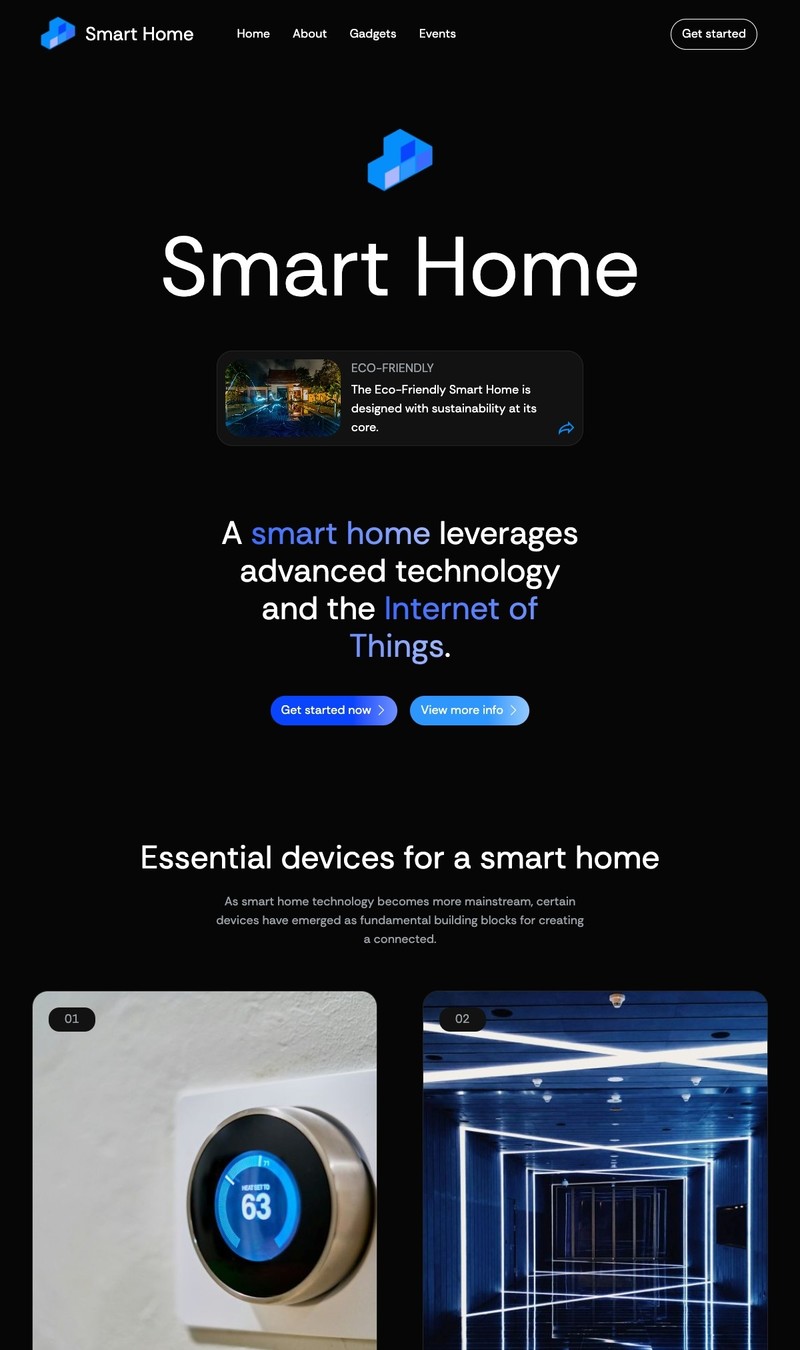 Smart Home
Home
About
Gadgets
Events
Get started
Smart Home
ECO-FRIENDLY
The Eco-Friendly Smart Home is
designed with sustainability at its
core.
A smart home leverages
advanced technology
and the Internet of
Things.
Get started now
View more info
Essential devices for a smart home
As smart home technology becomes more mainstream, certain
devices have emerged as fundamental building blocks for creating
a connected.
01
02
HEAT SET TO
63